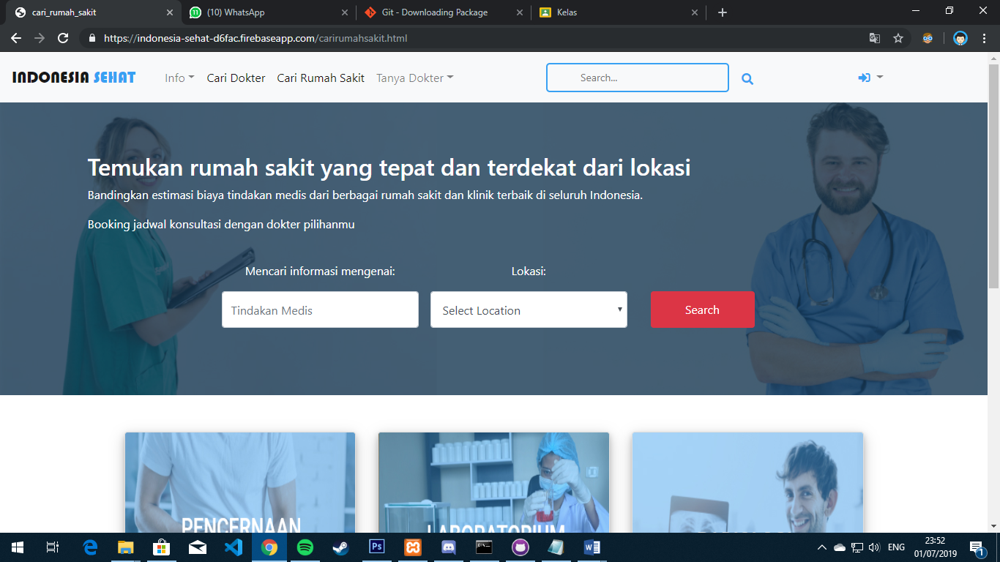 cari_rumah_sakit
(10) WhatsApp
Git - Downloading Package
Kelas
https://indonesia-sehat-d6fac.firebaseapp.com/carirumahsakit.html
INDONESIA SEHAT
Info
Cari Dokter
Cari Rumah Sakit
Tanya Dokter
Search...
Temukan rumah sakit yang tepat dan terdekat dari lokasi
Bandingkan estimasi biaya tindakan medis dari berbagai rumah sakit dan klinik terbaik di seluruh Indonesia.
Booking jadwal konsultasi dengan dokter pilihanmu
Mencari informasi mengenai:
Lokasi:
Tindakan Medis
Select Location
Search
PENCERNAAN
LABORATORIUM
Ps
ENG
23:52
01/07/2019
1